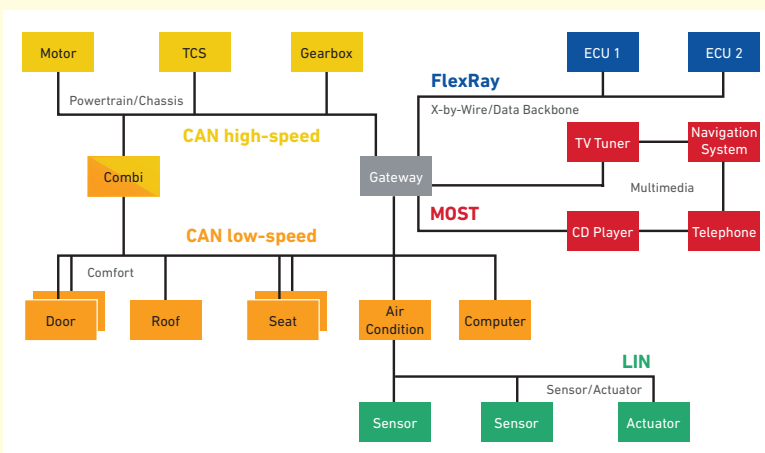 Motor
TCS
Gearbox
ECU 1
ECU 2
FlexRay
Powertrain/Chassis
X-by-Wire/Data Backbone
CAN high-speed
TV Tuner
Navigation
System
Combi
Gateway
Multimedia
MOST
CAN low-speed
CD Player
Telephone
Comfort
Door
Roof
Seat
Air
Condition
Computer
LIN
Sensor/Actuator
Sensor
Sensor
Actuator